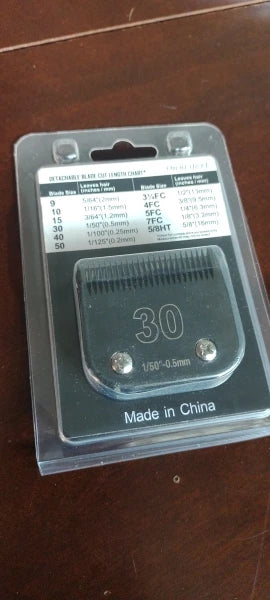 DETACHABLE BLADE CUT LENGTH CHART
Blade Size Leaves hair (inches / mm) Blade Size Leaves hair (inches / mm)
9 5/64"(2mm) 3¾FC 1/2"(13mm)
10 1/16"(1.5mm) 4FC 3/8"(9.5mm)
15 3/64"(1.2mm) 5FC 1/4"(6.3mm)
30 1/50"(0.5mm) 7FC 1/8"(3.2mm)
40 1/100"(0.25mm) 5/8HT 5/8"(16mm)
50 1/125"(0.2mm)
30
1/50"-0.5mm
Made in China